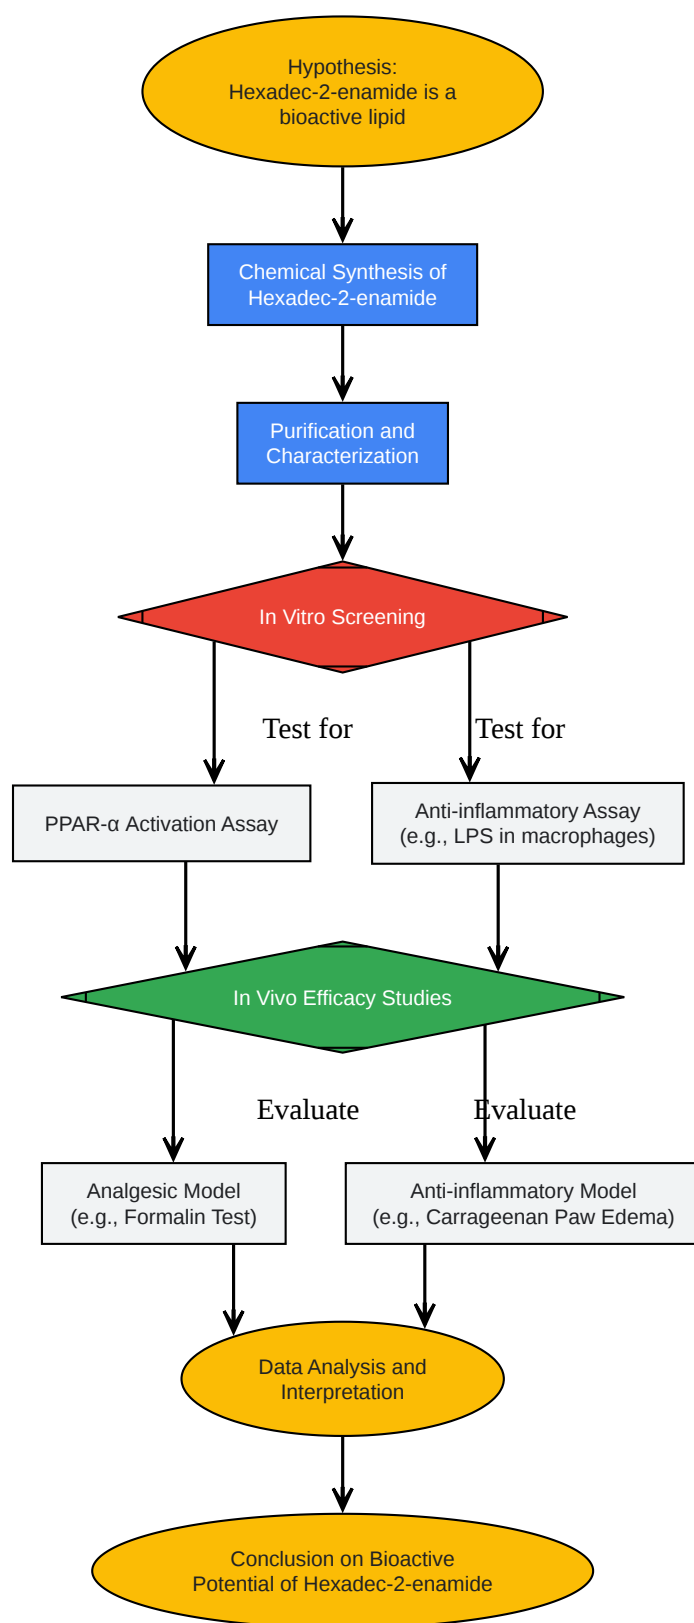 Hypothesis:
Hexadec-2-enamide is a
bioactive lipid
Chemical Synthesis of
Hexadec-2-enamide
Purification and
Characterization
In Vitro Screening
Test for
Test for
PPAR-α Activation Assay
Anti-inflammatory Assay
(e.g., LPS in macrophages)
In Vivo Efficacy Studies
Evaluate
Evaluate
Analgesic Model
(e.g., Formalin Test)
Anti-inflammatory Model
(e.g., Carrageenan Paw Edema)
Data Analysis and
Interpretation
Conclusion on Bioactive
Potential of Hexadec-2-enamide